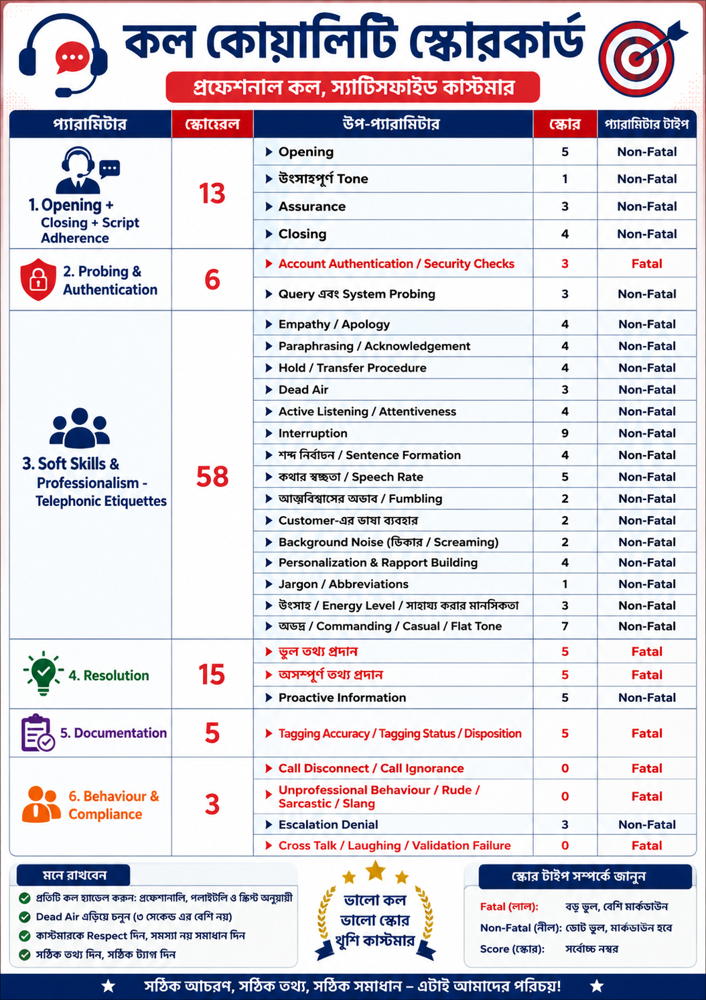 কল কোয়ালিটি স্কোরকার্ড
প্রফেশনাল কল, স্যাটিসফাইড কাস্টমার
প্যারামিটার স্কোরেল উপ-প্যারামিটার স্কোর প্যারামিটার টাইপ
1. Opening +
Closing + Script
Adherence
13
Opening 5 Non-Fatal
উৎসাহপূর্ণ Tone 1 Non-Fatal
Assurance 3 Non-Fatal
Closing 4 Non-Fatal
2. Probing &
Authentication
6
Account Authentication / Security Checks 3 Fatal
Query এবং System Probing 3 Non-Fatal
3. Soft Skills &
Professionalism -
Telephonic Etiquettes
58
Empathy / Apology 4 Non-Fatal
Paraphrasing / Acknowledgement 4 Non-Fatal
Hold / Transfer Procedure 4 Non-Fatal
Dead Air 3 Non-Fatal
Active Listening / Attentiveness 4 Non-Fatal
Interruption 9 Non-Fatal
শব্দ নির্বাচন / Sentence Formation 4 Non-Fatal
কথার স্বচ্ছতা / Speech Rate 5 Non-Fatal
আত্মবিশ্বাসের অভাব / Fumbling 2 Non-Fatal
Customer-এর ভাষা ব্যবহার 2 Non-Fatal
Background Noise (ডিকার / Screaming) 2 Non-Fatal
Personalization & Rapport Building 4 Non-Fatal
Jargon / Abbreviations 1 Non-Fatal
উৎসাহ / Energy Level / সাহায্য করার মানসিকতা 3 Non-Fatal
অভদ্র / Commanding / Casual / Flat Tone 7 Non-Fatal
4. Resolution
15
ভুল তথ্য প্রদান 5 Fatal
অসম্পূর্ণ তথ্য প্রদান 5 Fatal
Proactive Information 5 Non-Fatal
5. Documentation
5
Tagging Accuracy / Tagging Status / Disposition 5 Fatal
6. Behaviour &
Compliance
3
Call Disconnect / Call Ignorance 0 Fatal
Unprofessional Behaviour / Rude /
Sarcastic / Slang 0 Fatal
Escalation Denial 3 Non-Fatal
Cross Talk / Laughing / Validation Failure 0 Fatal
মনে রাখবেন
প্রতিটি কল হ্যান্ডেল করুন: প্রফেশনালি, পলাইটলি ও স্ক্রিপ্ট অনুযায়ী
Dead Air এড়িয়ে চলুন (৩ সেকেন্ড এর বেশি নয়)
কাস্টমারকে Respect দিন, সমস্যা নয় সমাধান দিন
সঠিক তথ্য দিন, সঠিক ট্যাগ দিন
ভালো কল
ভালো স্কোর
খুশি কাস্টমার
স্কোর টাইপ সম্পর্কে জানুন
Fatal (লাল): বড় ভুল, বেশি মার্কডাউন
Non-Fatal (নীল): ডোট ভুল, মার্কডাউন হবে
Score (স্কোর): সর্বোচ্চ নম্বর
সঠিক আচরণ, সঠিক তথ্য, সঠিক সমাধান – এটাই আমাদের পরিচয়!